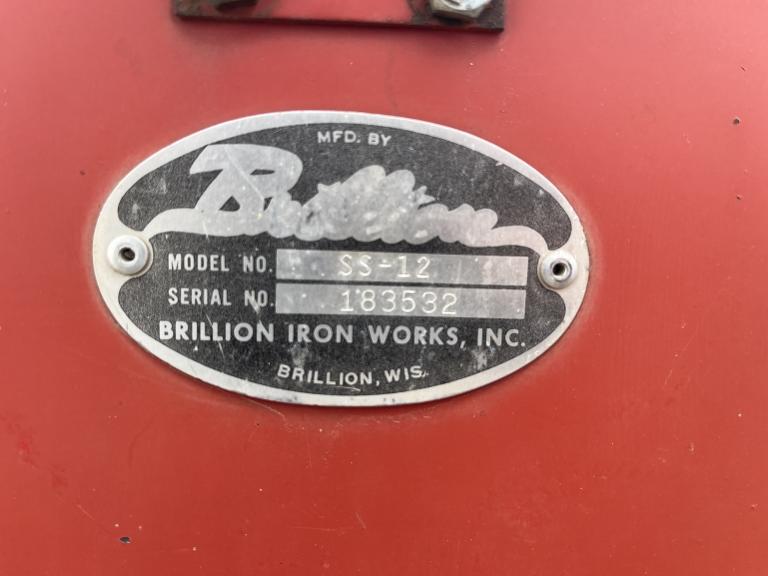 MFD. BY
Brillion
MODEL NO. SS-12
SERIAL NO. 183532
BRILLION IRON WORKS, INC.
BRILLION, WIS.